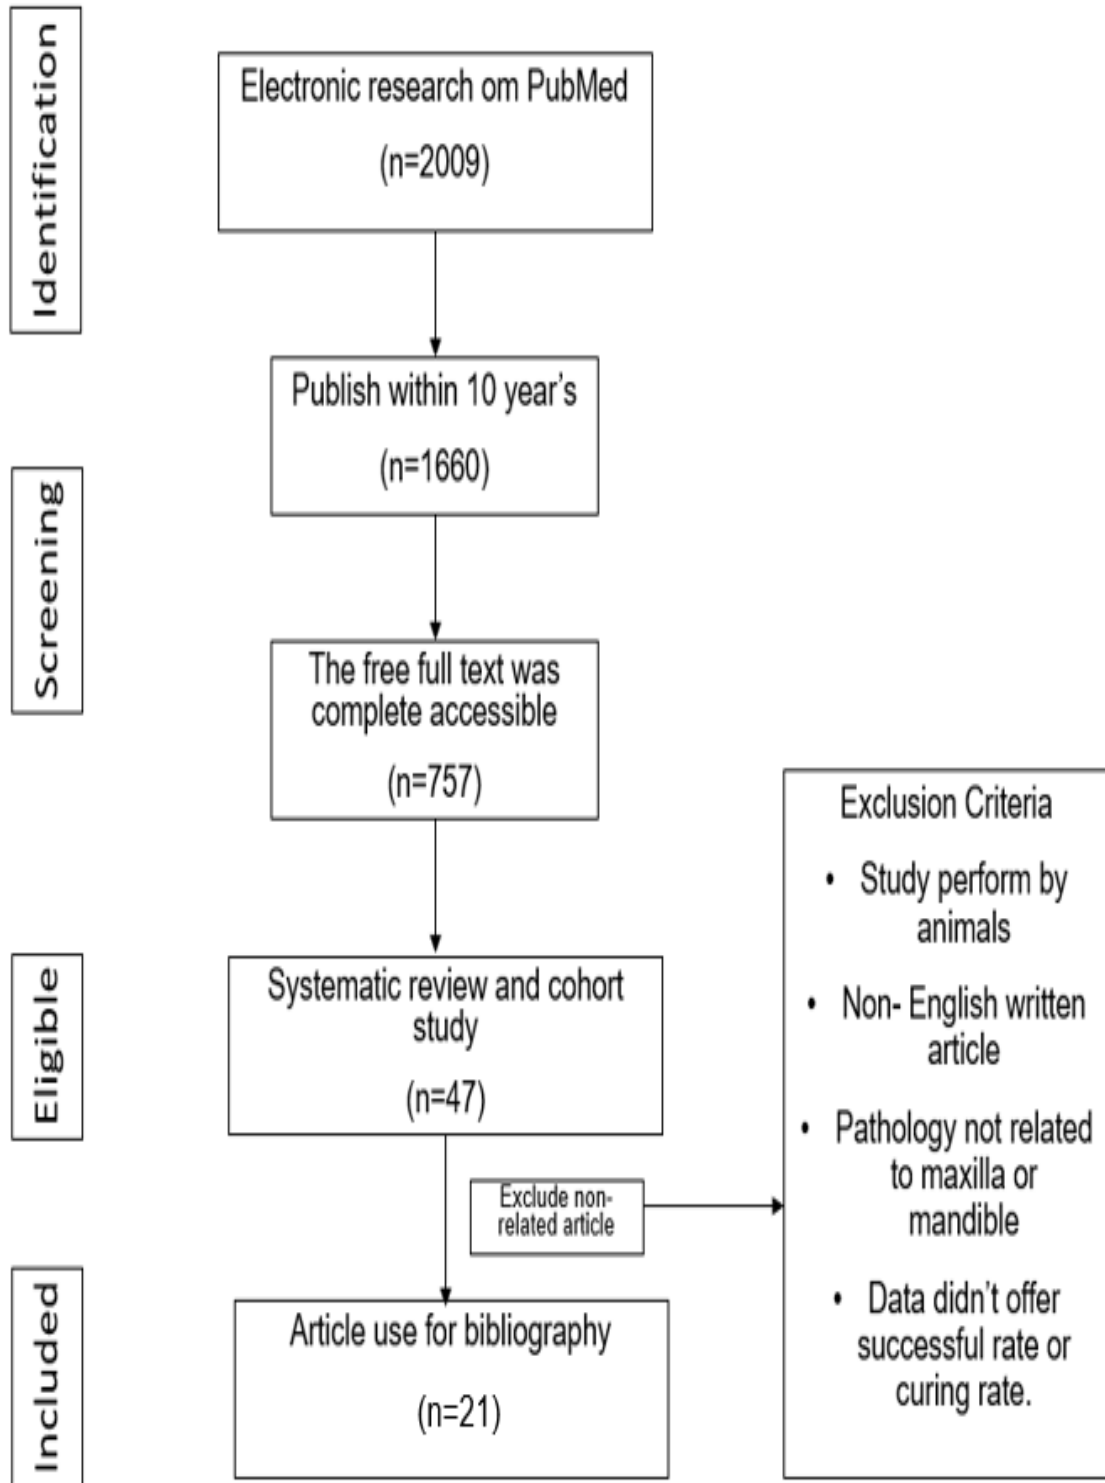 Identification
Electronic research om PubMed
(n=2009)
Publish within 10 year's
(n=1660)
Screening
The free full text was
complete accessible
(n=757)
Eligible
Systematic review and cohort
study
(n=47)
Exclude non-
related article
Exclusion Criteria
• Study perform by
animals
• Non- English written
article
• Pathology not related
to maxilla or
mandible
• Data didn't offer
successful rate or
curing rate.
Included
Article use for bibliography
(n=21)